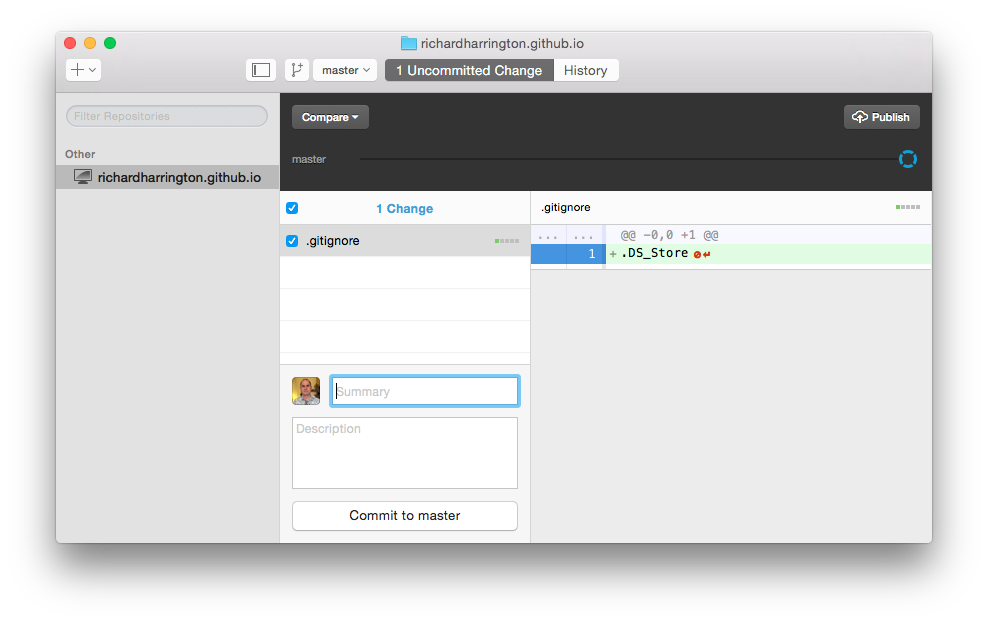 richardharrington.github.io
master
1 Uncommitted Change
History
Filter Repositories
Other
richardharrington.github.io
Compare
Publish
master
1 Change
.gitignore
.gitignore
... ... @@ -0,0 +1 @@
1 +.DS_Store
Summary
Description
Commit to master